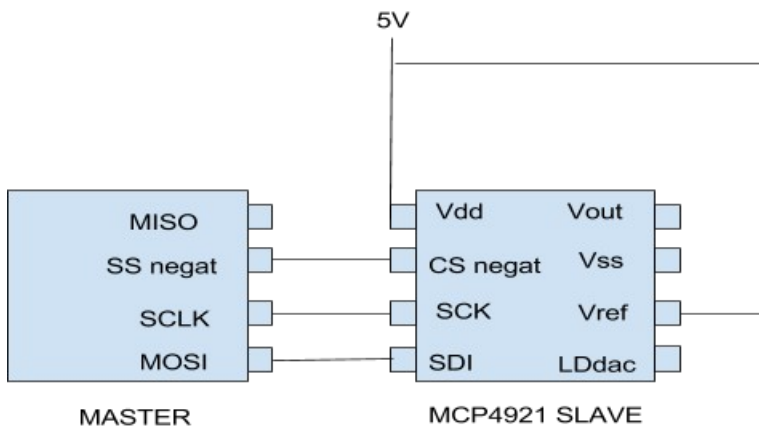 5V
MISO
SS negat
SCLK
MOSI
MASTER
Vdd
CS negat
SCK
SDI
Vout
Vss
Vref
LDdac
MCP4921 SLAVE